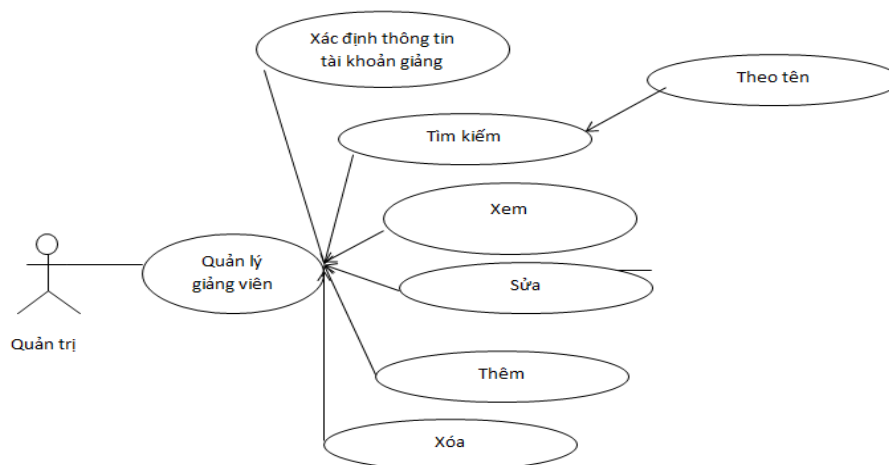 Xác định thông tin
tài khoản giảng
Theo tên
Tìm kiếm
Xem
Quản lý
giảng viên
Sửa
Quản trị
Thêm
Xóa